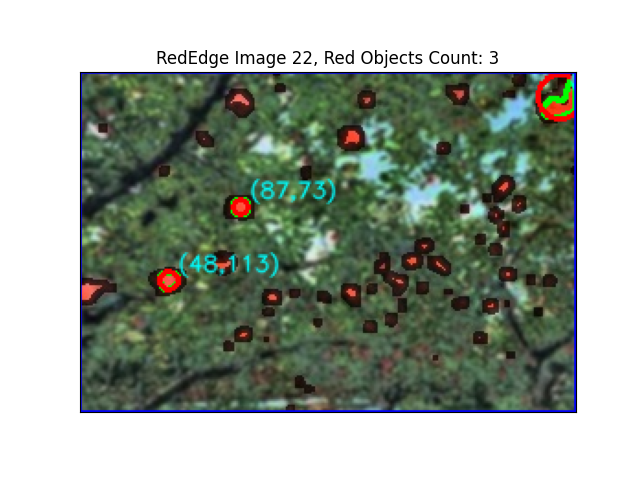 RedEdge Image 22, Red Objects Count: 3
(87,73)
(48,113)